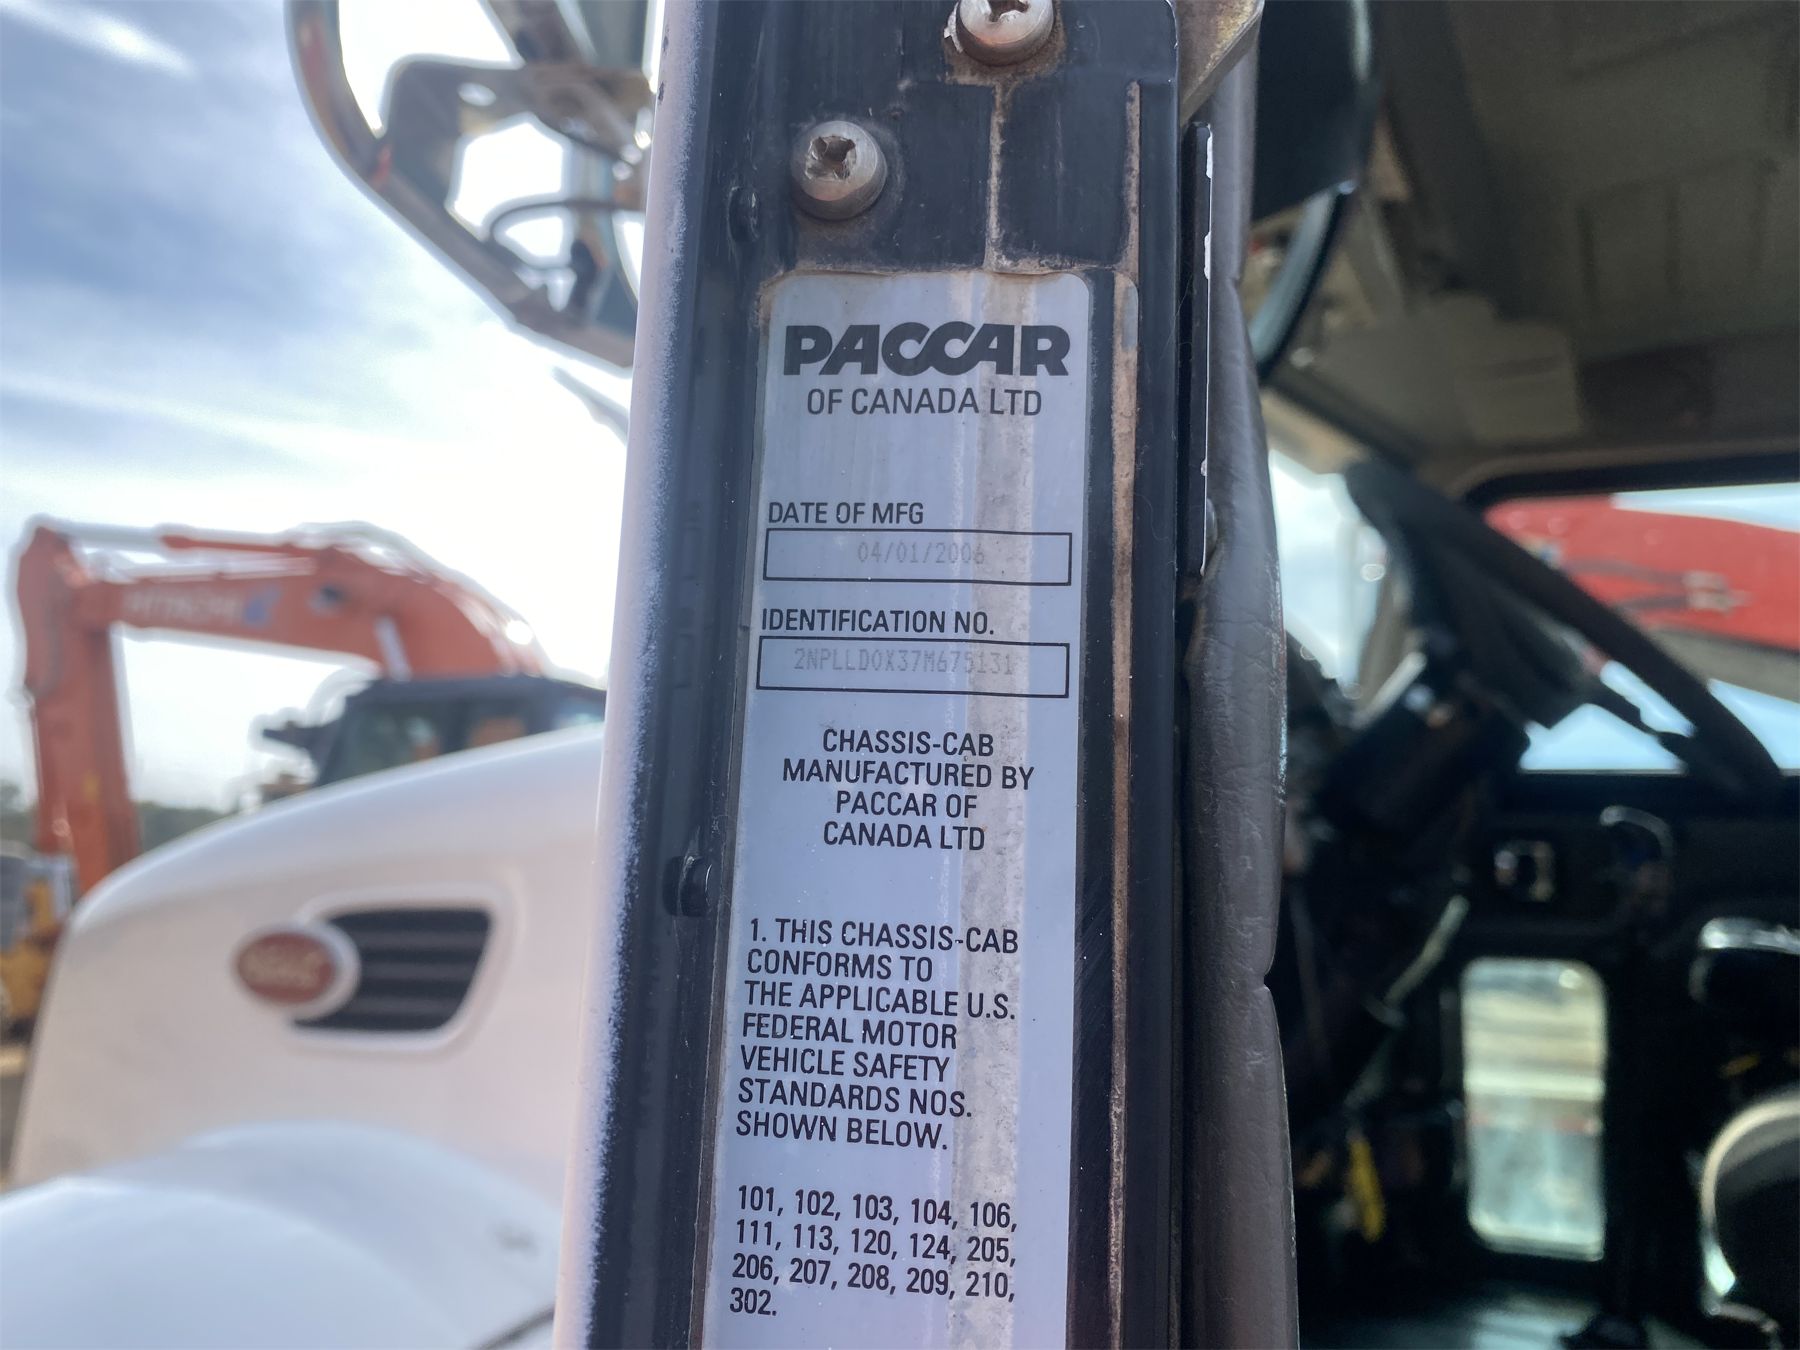 PACCAR
OF CANADA LTD
DATE OF MFG
04/01/2006
IDENTIFICATION NO.
2NPLLD0X37M675131
CHASSIS-CAB
MANUFACTURED BY
PACCAR OF
CANADA LTD
1. THIS CHASSIS-CAB
CONFORMS TO
THE APPLICABLE U.S.
FEDERAL MOTOR
VEHICLE SAFETY
STANDARDS NOS.
SHOWN BELOW.
101, 102, 103, 104, 106,
111, 113, 120, 124, 205,
206, 207, 208, 209, 210,
302.
HITACHI